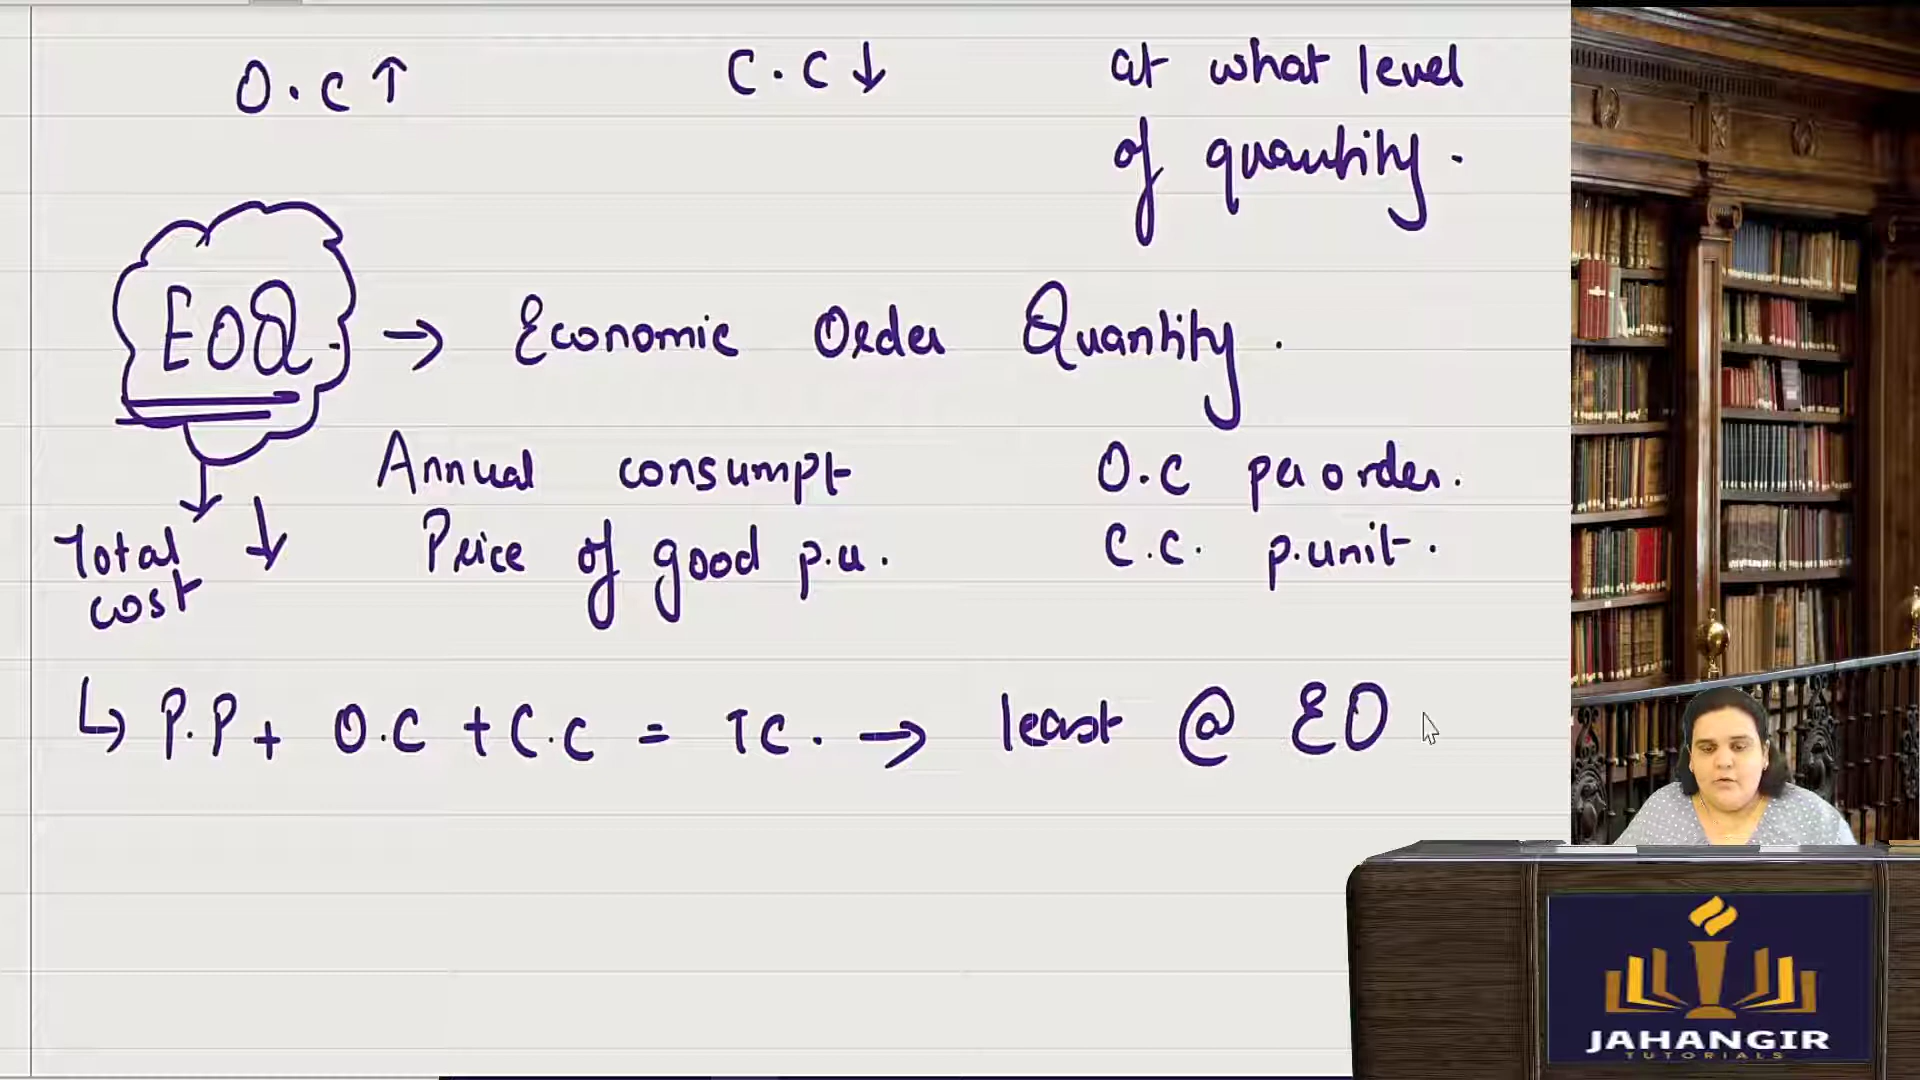 O.C ↑ C.C ↓ at what level
of quantity.
EOQ. → Economic Order Quantity.
Annual consumpt O.C per order.
Total cost ↓ Price of good p.u. C.C. p.unit.
↳ P.P + O.C + C.C = TC. → least @ EO
JAHANGIR
TUTORIALS